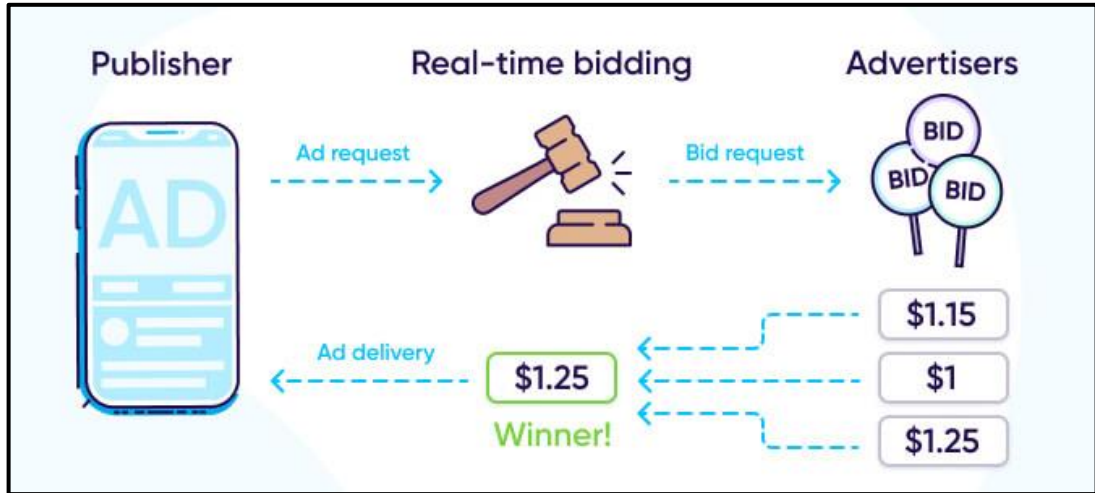 Publisher
Real-time bidding
Advertisers
Ad request
Bid request
BID
BID
BID
AD
$1.15
Ad delivery
$1.25
$1
Winner!
$1.25